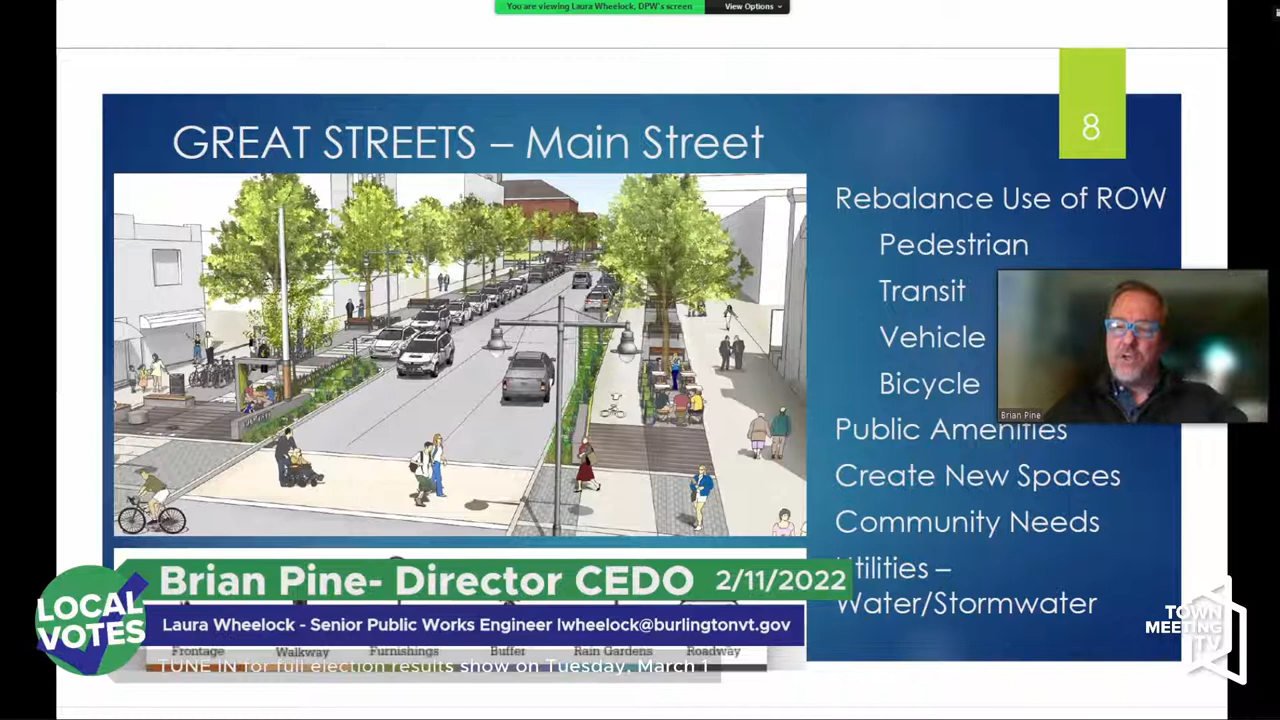 You are viewing Laura Wheelock, DPW's screen
View Options
8
GREAT STREETS – Main Street
Rebalance Use of ROW
Pedestrian
Transit
Vehicle
Bicycle
Brian Pine
Public Amenities
Create New Spaces
Community Needs
Utilities –
Water/Stormwater
Brian Pine- Director CEDO 2/11/2022
LOCAL
VOTES
Laura Wheelock - Senior Public Works Engineer lwheelock@burlingtonvt.gov
Frontage Walkway Furnishings Buffer Rain Gardens Roadway
TUNE IN for full election results show on Tuesday, March 1
TOWN
MEETING
TV